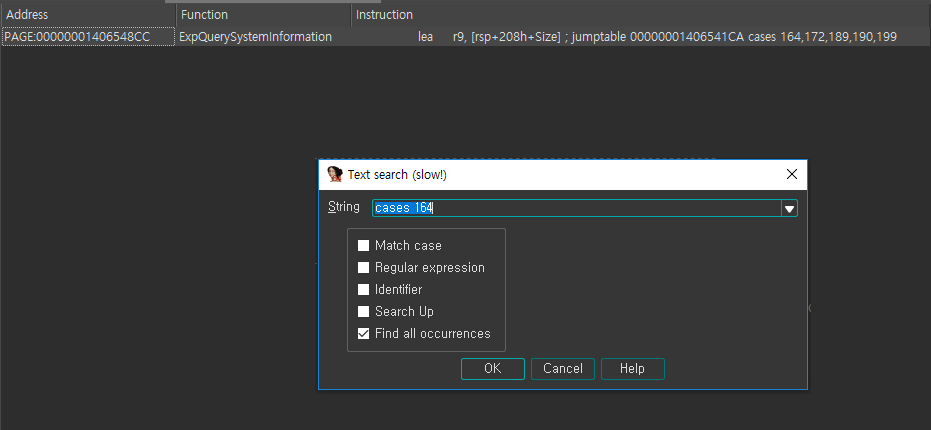 Address Function Instruction
PAGE:00000001406548CC ExpQuerySystemInformation lea r9, [rsp+208h+Size] ; jumptable 00000001406541CA cases 164,172,189,190,199
Text search (slow!)
String cases 164
Match case
Regular expression
Identifier
Search Up
Find all occurrences
OK Cancel Help